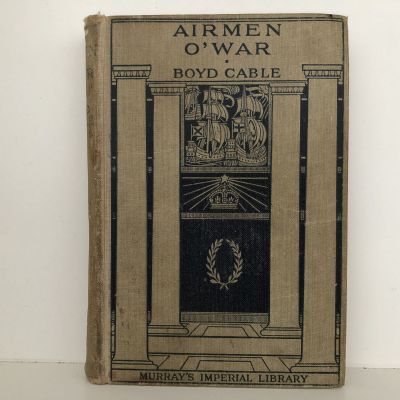 AIRMEN
O'WAR
BOYD CABLE
MURRAY'S IMPERIAL LIBRARY